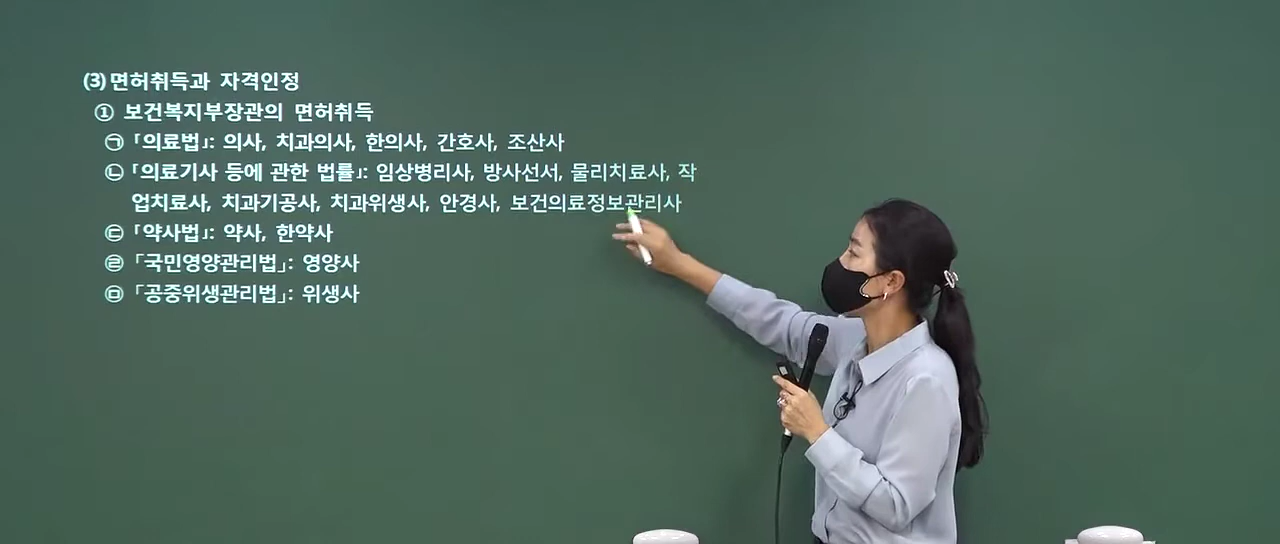 (3) 면허취득과 자격인정
① 보건복지부장관의 면허취득
㉠ 「의료법」: 의사, 치과의사, 한의사, 간호사, 조산사
㉡ 「의료기사 등에 관한 법률」: 임상병리사, 방사선서, 물리치료사, 작
업치료사, 치과기공사, 치과위생사, 안경사, 보건의료정보관리사
㉢ 「약사법」: 약사, 한약사
㉣ 「국민영양관리법」: 영양사
㉤ 「공중위생관리법」: 위생사